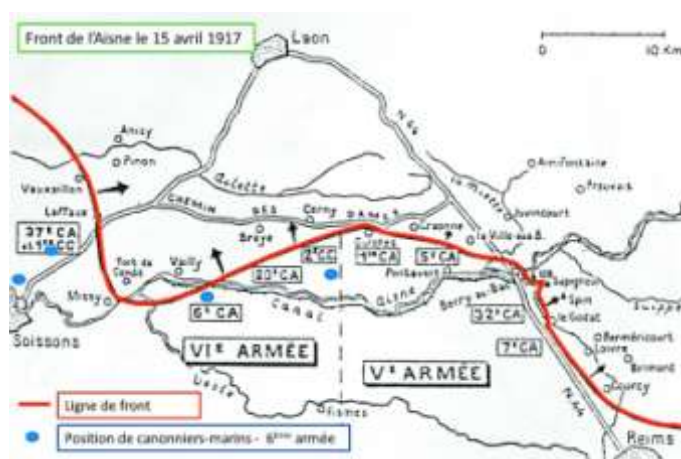 Front de l'Aisne le 15 avril 1917
Laon
0 10 Km
N 44
Anizy
Pinon
Vauxaillon
Laffaux
Ailette
CHEMIN DES DAMES
Cerny
Craonne
la Miette
Amifontaine
Prouvais
Juvincourt
la Ville aux B.
37e CA
et 1er CC
Fort de
Condé
Vailly
Braye
2e CC
20e CA
1er CA
5e CA
Pontavert
Missy
6e CA
Canal
Aisne
Berry au Bac
Sapigneul
Spin
le Godat
Suippe
32e CA
7e CA
Soissons
VIe ARMÉE
Ve ARMÉE
Berméricourt
Loivre
Brimont
Courcy
Vesle
Fismes
N 44
Reims
Ligne de front
Position de canonniers-marins - 6ème armée